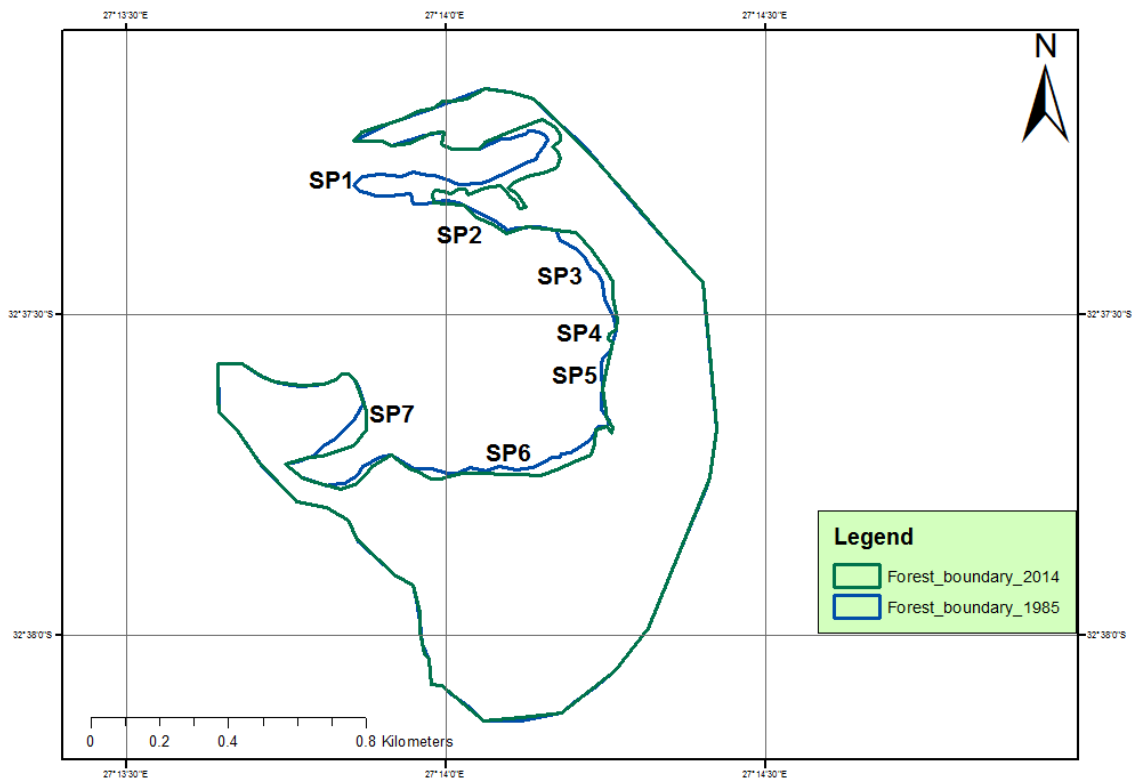 27°13'30"E 27°14'0"E 27°14'30"E
N
SP1
SP2
SP3
32°37'30"S 32°37'30"S
SP4
SP5
SP7
SP6
Legend
Forest_boundary_2014
Forest_boundary_1985
32°38'0"S 32°38'0"S
0 0.2 0.4 0.8 Kilometers
27°13'30"E 27°14'0"E 27°14'30"E